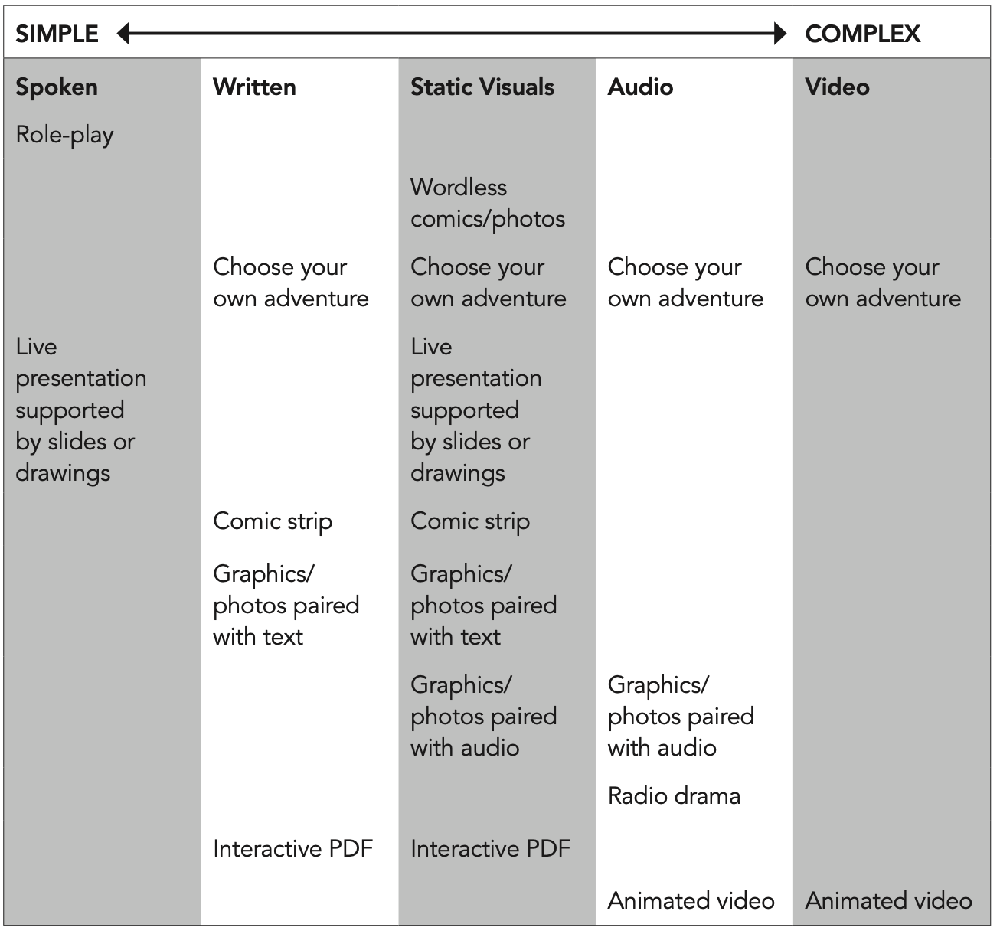 SIMPLE COMPLEX
Spoken Written Static Visuals Audio Video
Role-play
Wordless
comics/photos
Choose your Choose your Choose your Choose your
own adventure own adventure own adventure own adventure
Live Live
presentation presentation
supported supported
by slides or by slides or
drawings drawings
Comic strip Comic strip
Graphics/ Graphics/
photos paired photos paired
with text with text
Graphics/ Graphics/
photos paired photos paired
with audio with audio
Radio drama
Interactive PDF Interactive PDF
Animated video Animated video